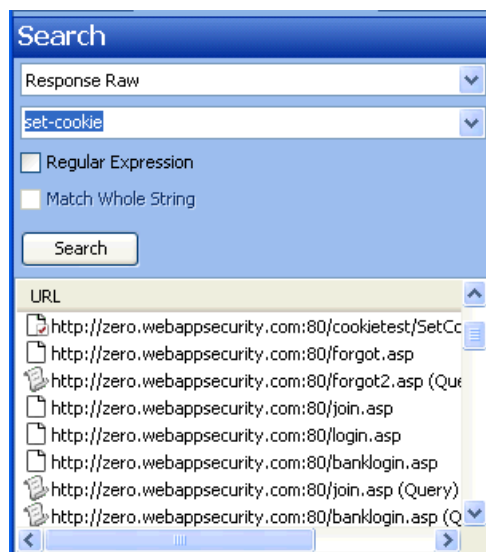 Search
Response Raw
set-cookie
Regular Expression
Match Whole String
Search
URL
http://zero.webappsecurity.com:80/cookietest/SetCo
http://zero.webappsecurity.com:80/forgot.asp
http://zero.webappsecurity.com:80/forgot2.asp (Que
http://zero.webappsecurity.com:80/join.asp
http://zero.webappsecurity.com:80/login.asp
http://zero.webappsecurity.com:80/banklogin.asp
http://zero.webappsecurity.com:80/join.asp (Query)
http://zero.webappsecurity.com:80/banklogin.asp (Q